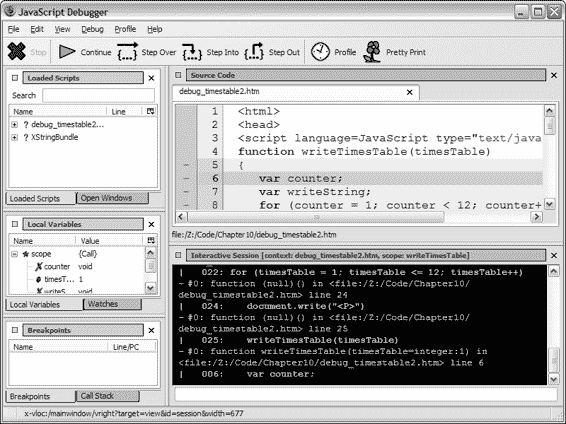 JavaScript Debugger
File Edit View Debug Profile Help
Stop Continue Step Over Step Into Step Out Profile Pretty Print
Loaded Scripts
Search
Name Line
? debug_timestable2...
? XStringBundle
Loaded Scripts Open Windows
Local Variables
Name Value
scope {Call}
counter void
timesT... 1
writeS... void
Local Variables Watches
Breakpoints
Name Line/PC
Breakpoints Call Stack
Source Code
debug_timestable2.htm
1 <html>
2 <head>
3 <script language=JavaScript type="text/java
4 function writeTimesTable(timesTable)
5 {
6 var counter;
7 var writeString;
8 for (counter = 1; counter < 12; counter+
file:/Z:/Code/Chapter10/debug_timestable2.htm
Interactive Session [context: debug_timestable2.htm, scope: writeTimesTable]
| 022: for (timesTable = 1; timesTable <= 12; timesTable++)
~#0: function (null)() in <file:/Z:/Code/Chapter10/
debug_timestable2.htm> line 24
| 024: document.write("<P>")
~#0: function (null)() in <file:/Z:/Code/Chapter10/
debug_timestable2.htm> line 25
| 025: writeTimesTable(timesTable)
~#0: function writeTimesTable(timesTable=integer:1) in
<file:/Z:/Code/Chapter10/debug_timestable2.htm> line 6
| 006: var counter;
x-vloc:/mainwindow/vright?target=view&id=session&width=677